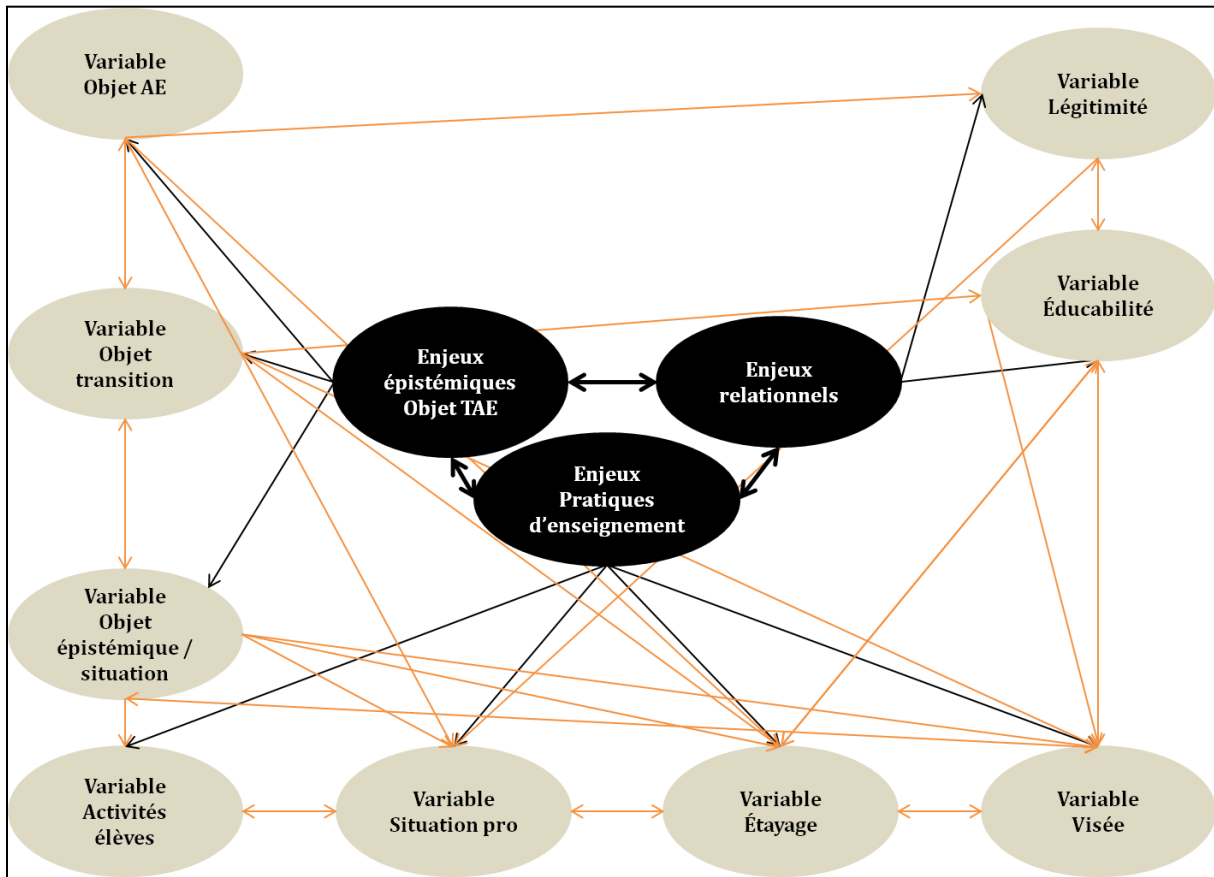 Variable
Objet AE
Variable
Légitimité
Variable
Objet
transition
Variable
Éducabilité
Enjeux
épistémiques
Objet TAE
Enjeux
relationnels
Enjeux
Pratiques
d'enseignement
Variable
Objet
épistémique /
situation
Variable
Activités
élèves
Variable
Situation pro
Variable
Étayage
Variable
Visée